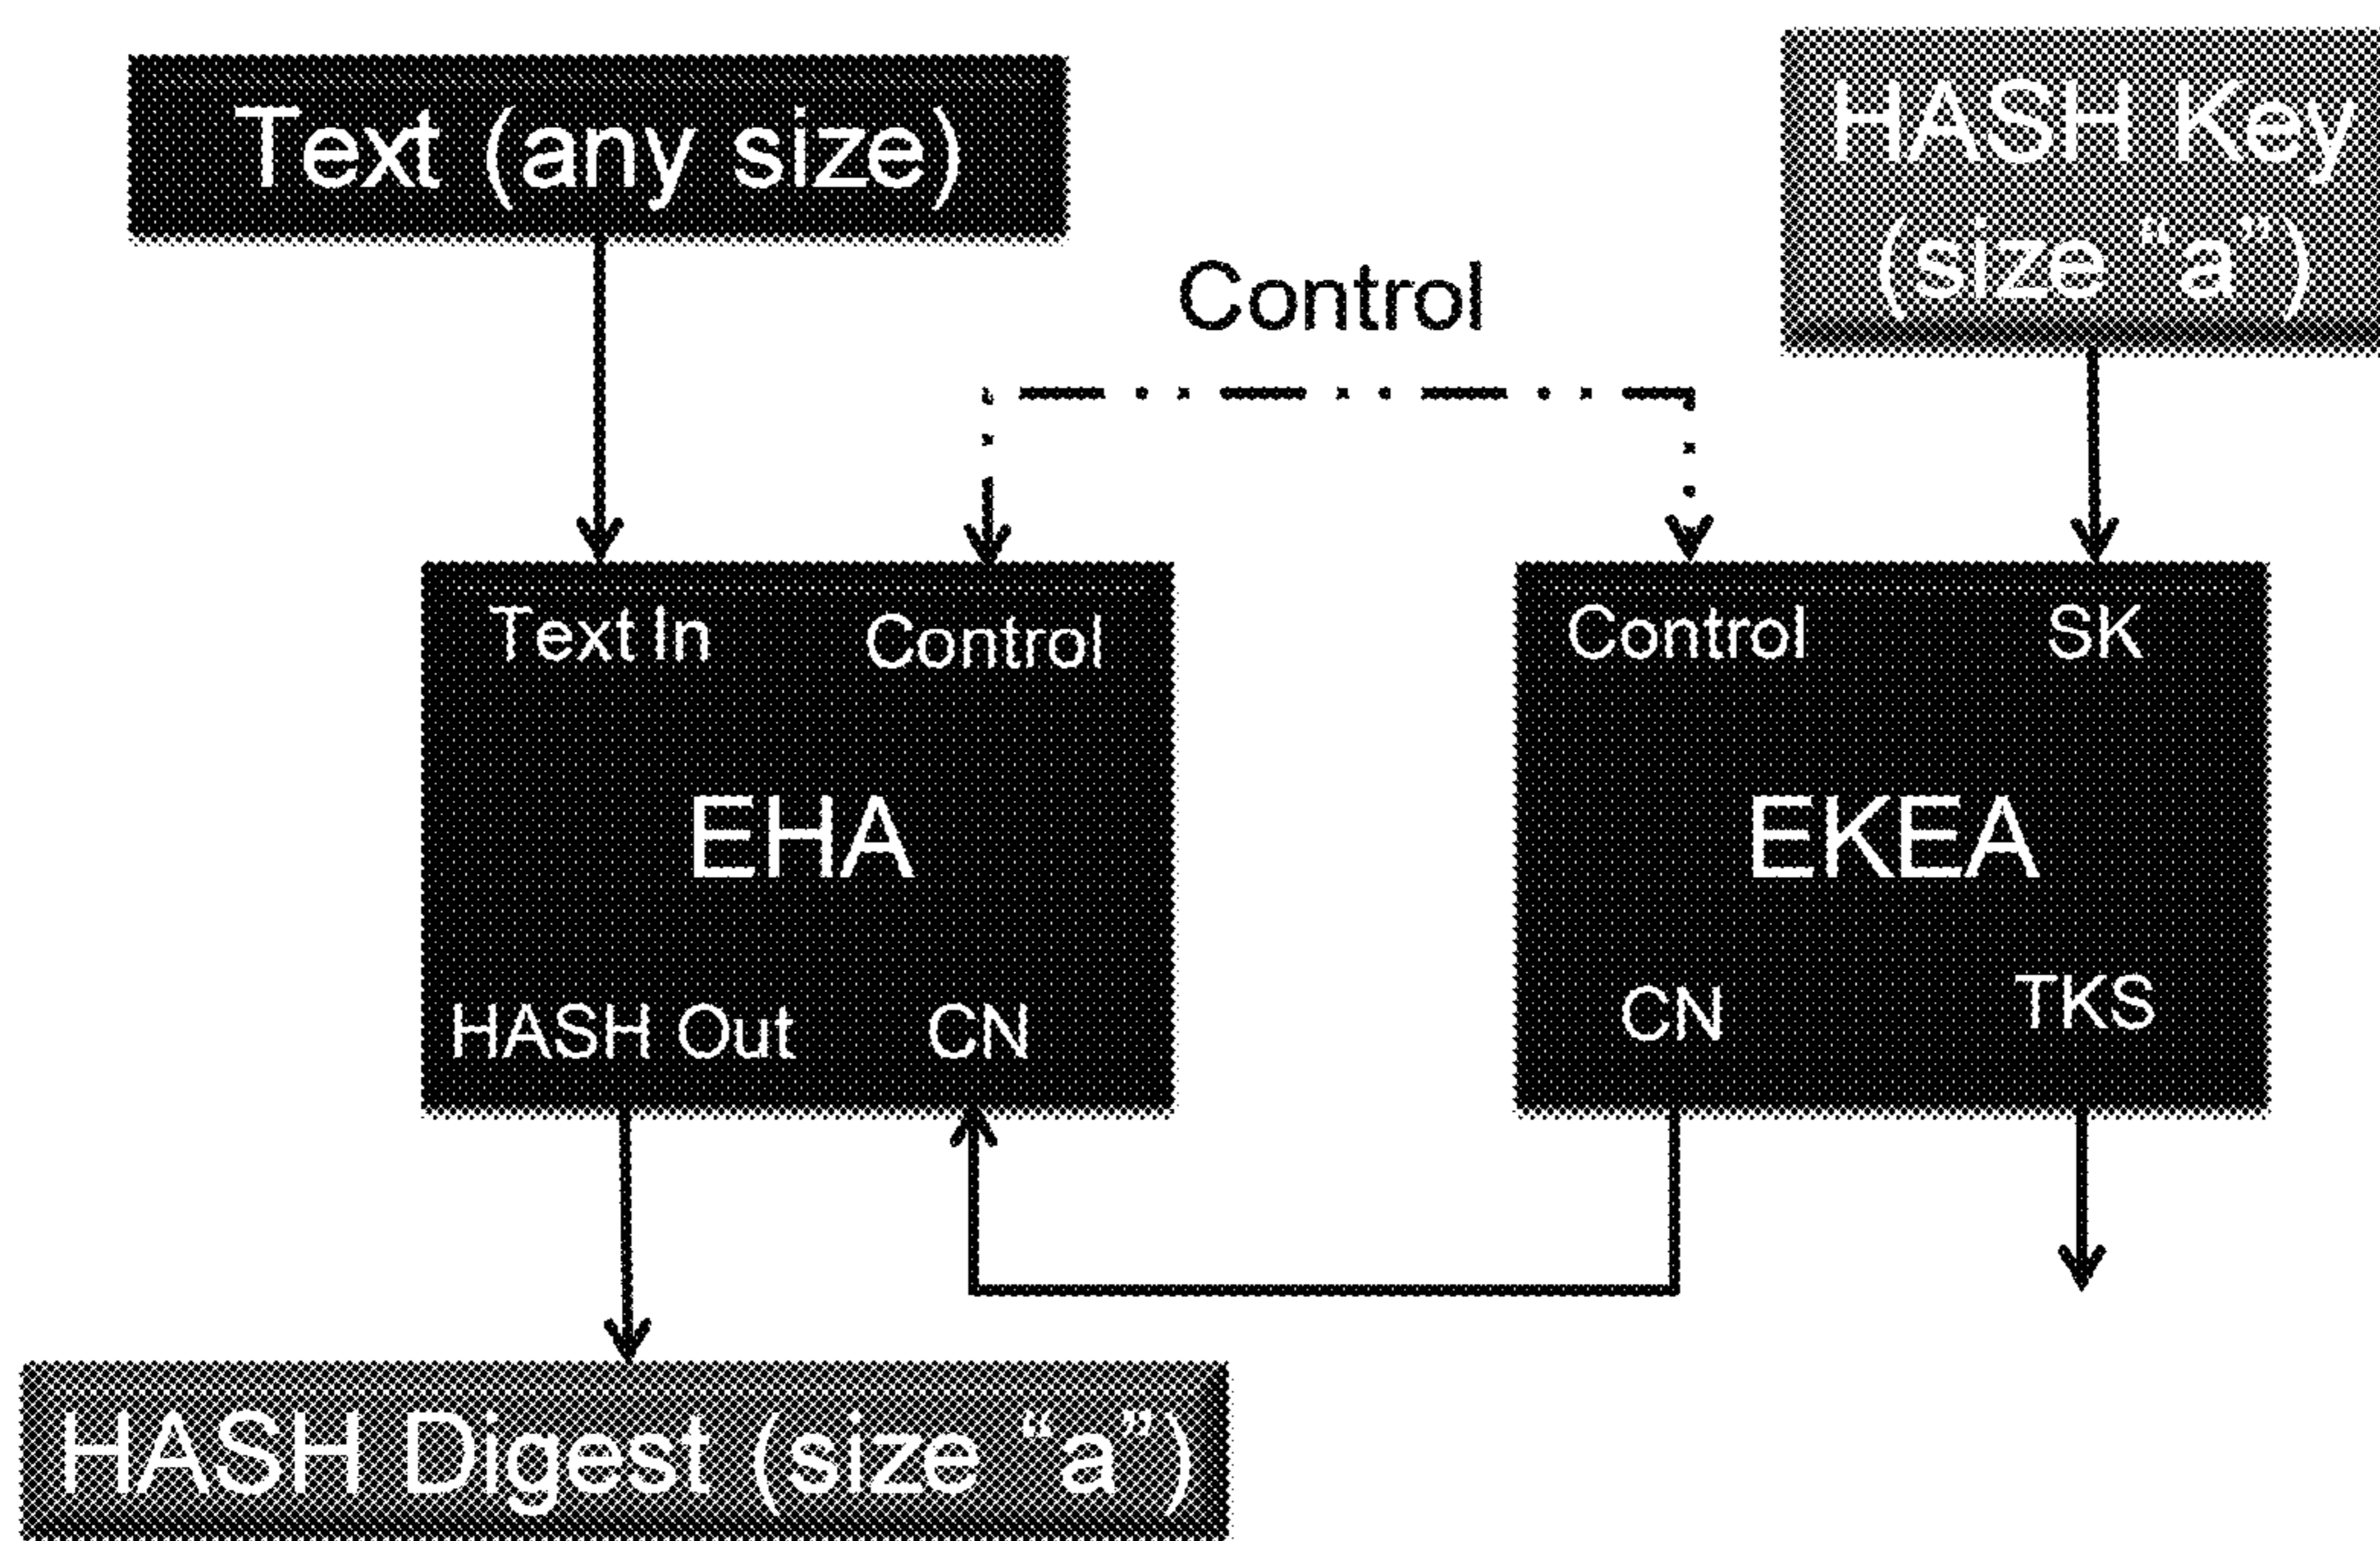 Text (any size)
HASH Key
(size “a”)
Control
Text In
Control
Control
SK
EHA
EKEA
HASH Out
CN
CN
TKS
HASH Digest (size “a”)